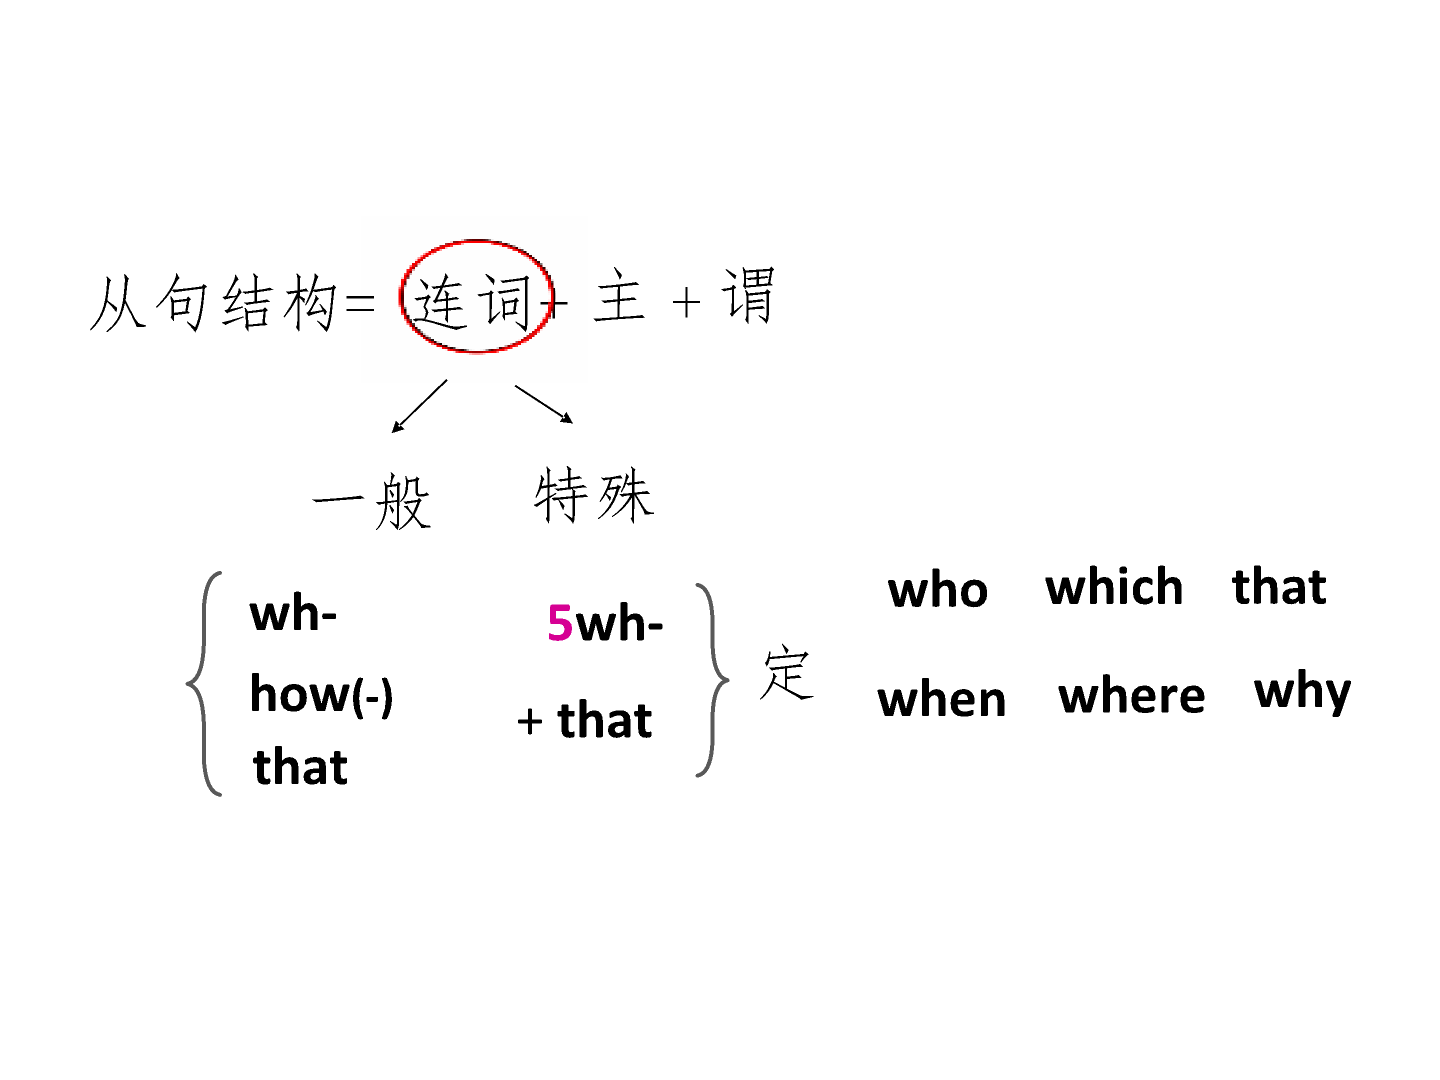 从句结构= 连词+ 主 + 谓
一般 特殊
wh- 5wh- who which that
how(-) + that 定 when where why
that